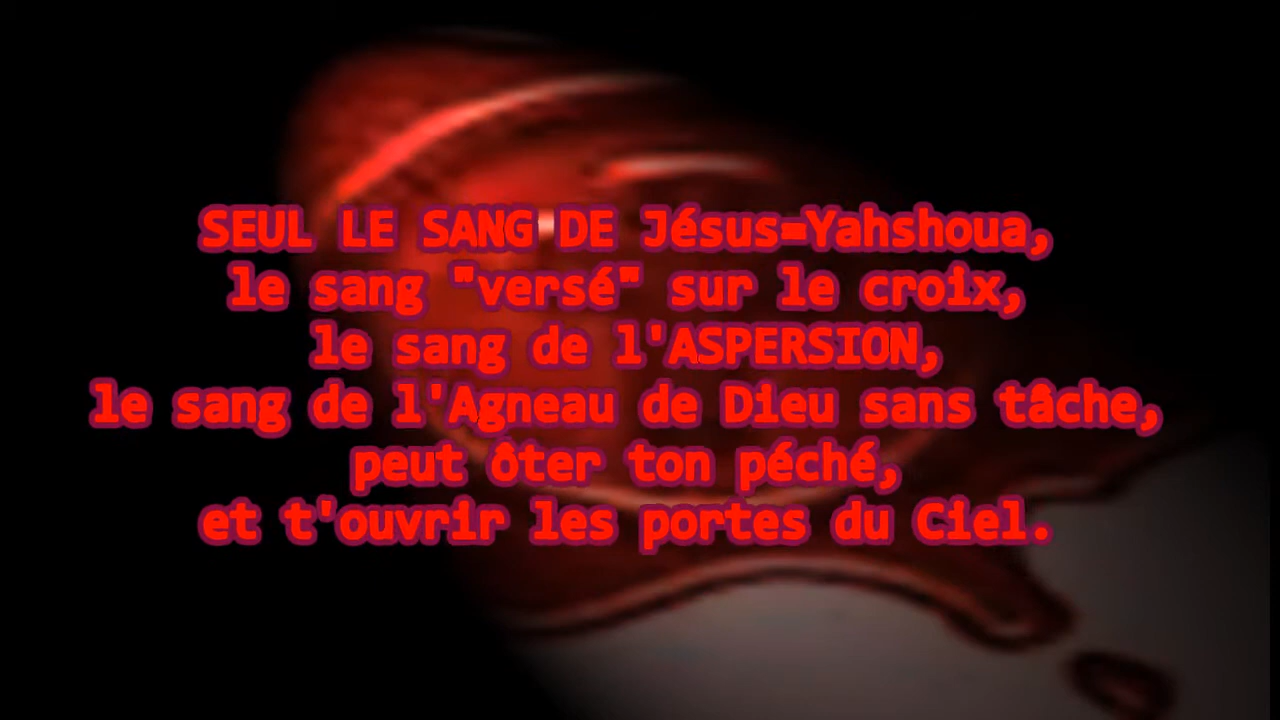 SEUL LE SANG DE Jésus=Yahshoua,
le sang "versé" sur le croix,
le sang de l'ASPERSION,
le sang de l'Agneau de Dieu sans tâche,
peut ôter ton péché,
et t'ouvrir les portes du Ciel.